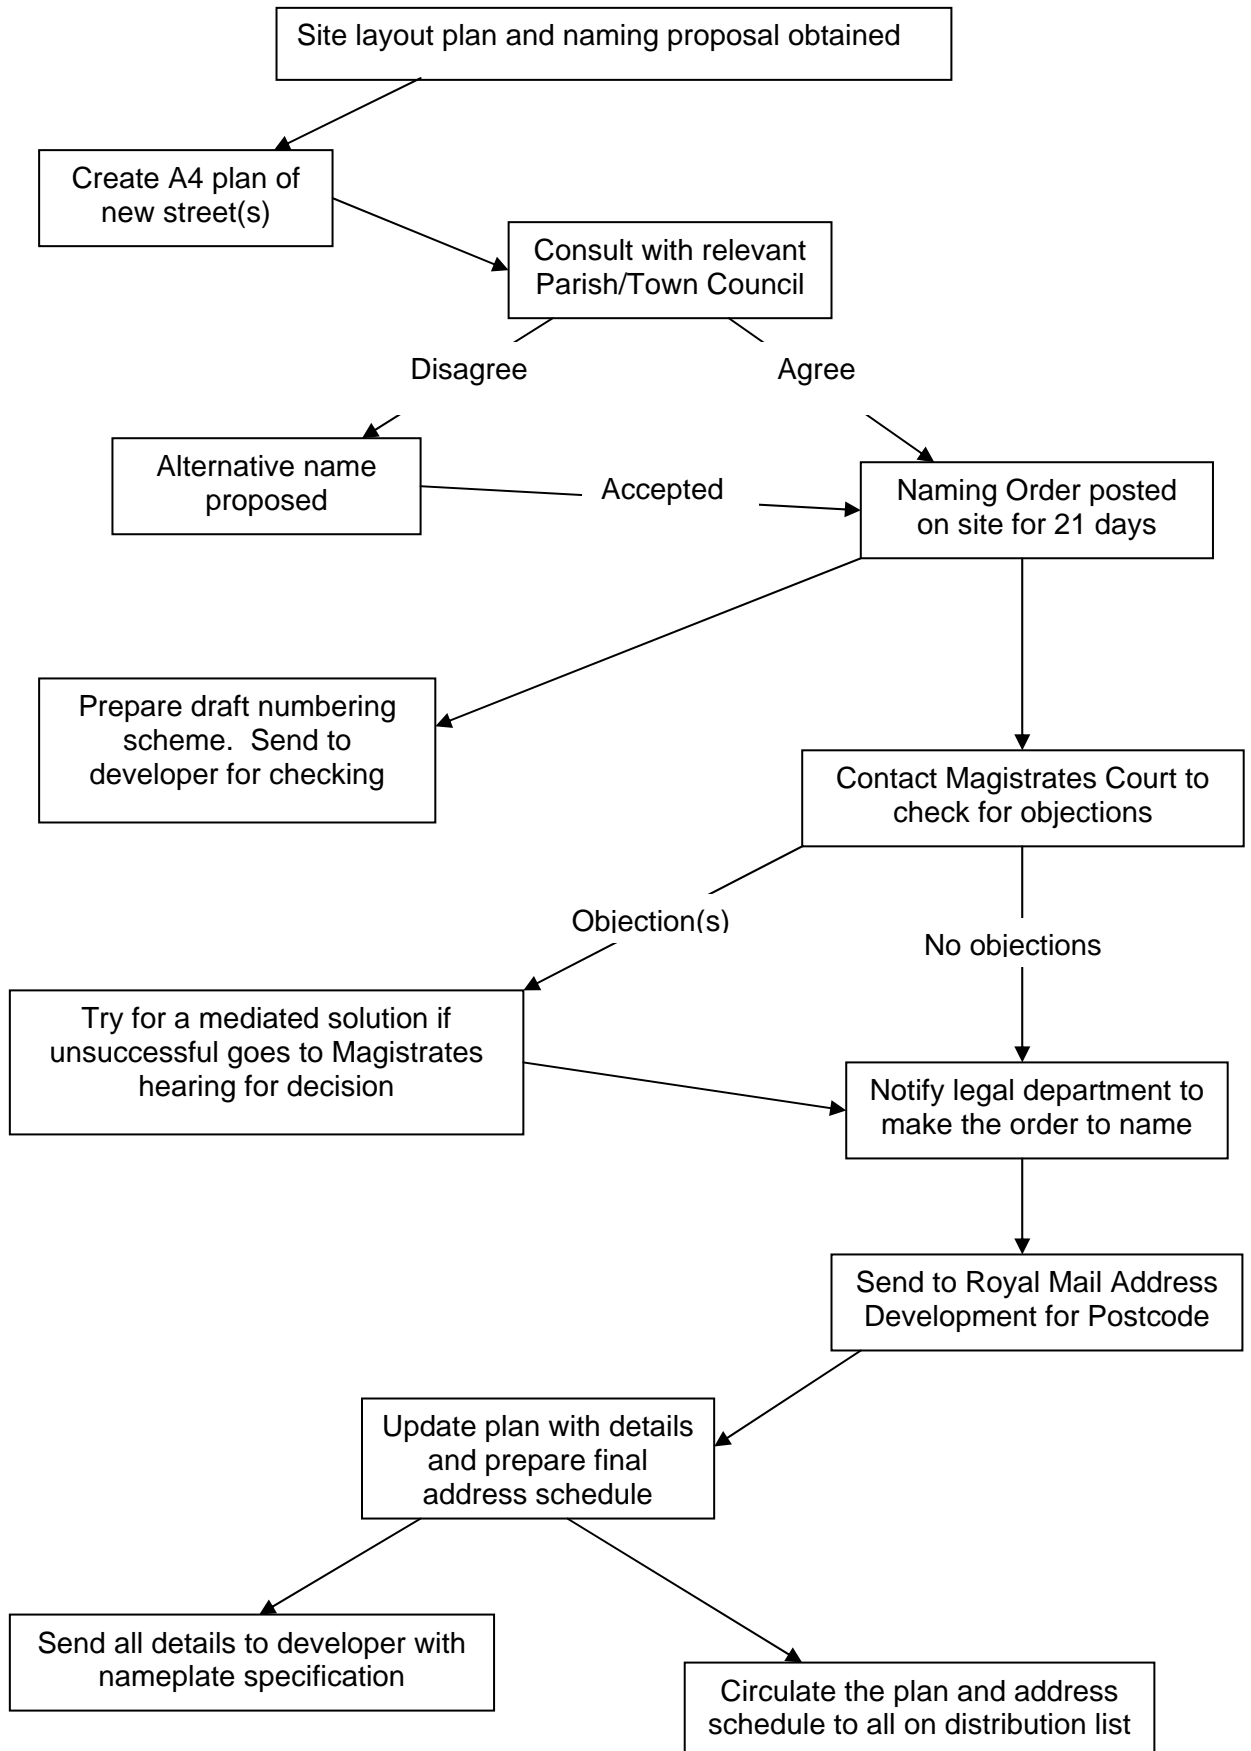 Site layout plan and naming proposal obtained
Create A4 plan of
new street(s)
Consult with relevant
Parish/Town Council
Disagree
Agree
Alternative name
proposed
Accepted
Naming Order posted
on site for 21 days
Prepare draft numbering
scheme. Send to
developer for checking
Contact Magistrates Court to
check for objections
Objection(s)
No objections
Try for a mediated solution if
unsuccessful goes to Magistrates
hearing for decision
Notify legal department to
make the order to name
Send to Royal Mail Address
Development for Postcode
Update plan with details
and prepare final
address schedule
Send all details to developer with
nameplate specification
Circulate the plan and address
schedule to all on distribution list